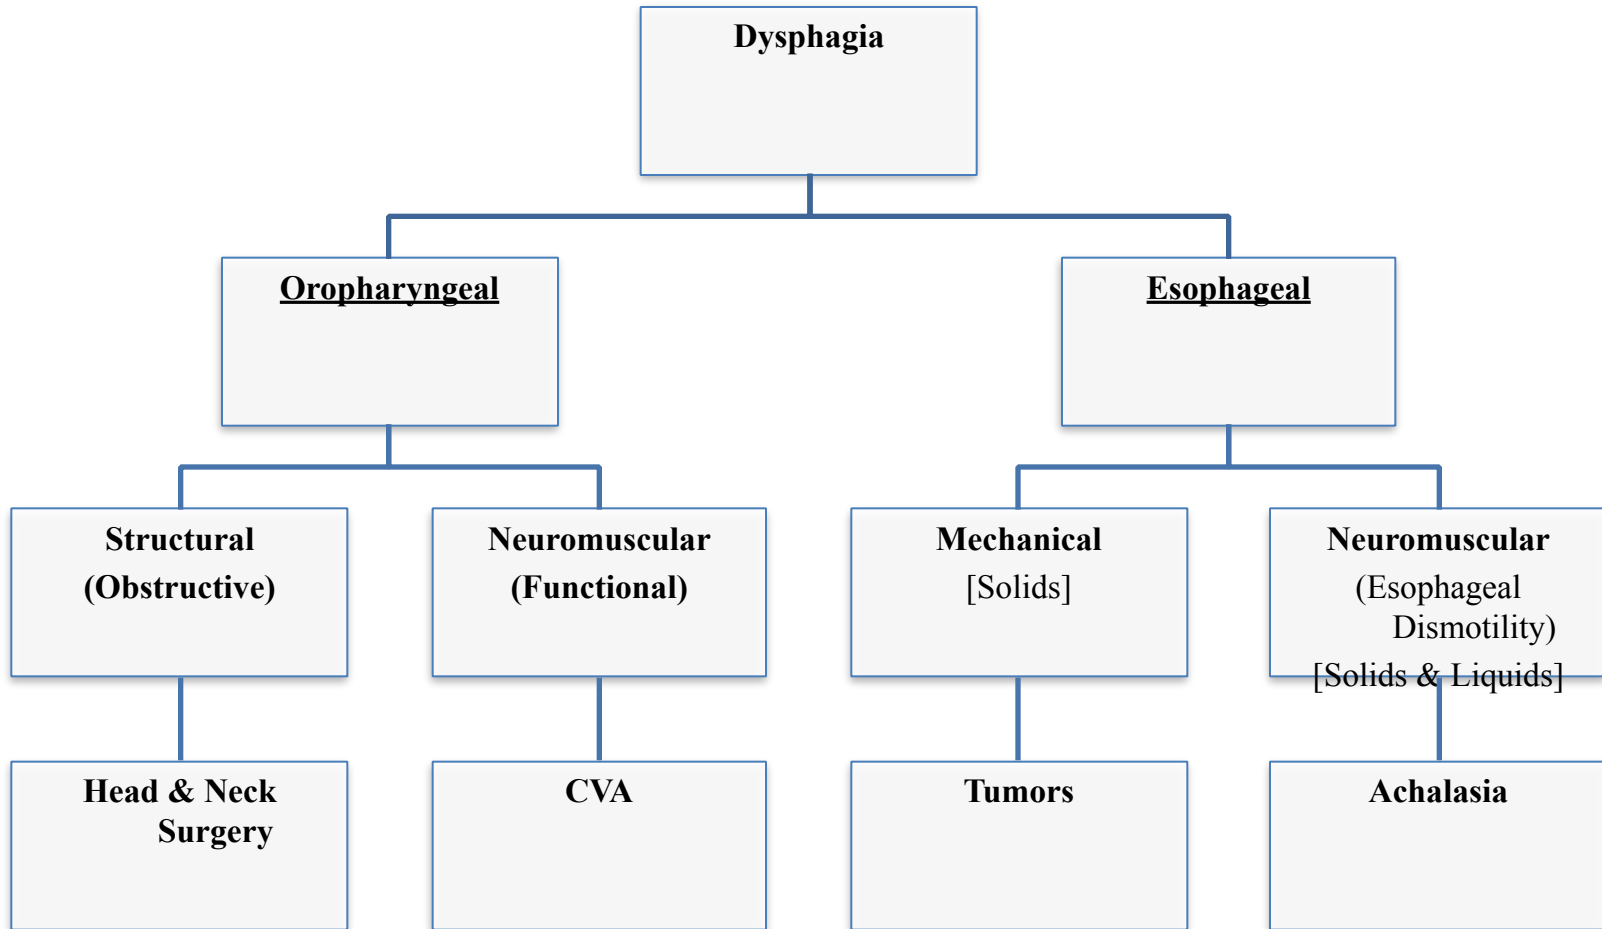 Dysphagia
Oropharyngeal
Esophageal
Structural
(Obstructive)
Neuromuscular
(Functional)
Mechanical
[Solids]
Neuromuscular
(Esophageal
Dismotility)
[Solids & Liquids]
Head & Neck
Surgery
CVA
Tumors
Achalasia